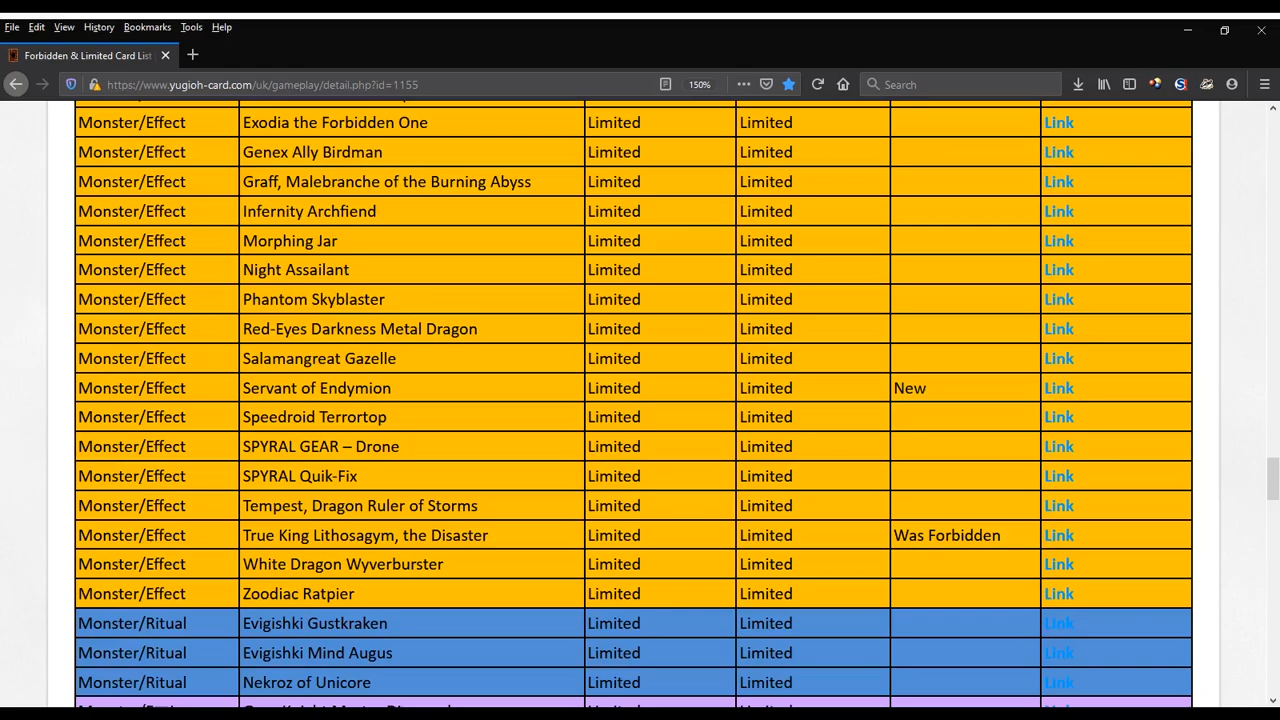 File Edit View History Bookmarks Tools Help
Forbidden & Limited Card List
https://www.yugioh-card.com/uk/gameplay/detail.php?id=1155 150% Search
Monster/Effect Exodia the Forbidden One Limited Limited Link
Monster/Effect Genex Ally Birdman Limited Limited Link
Monster/Effect Graff, Malebranche of the Burning Abyss Limited Limited Link
Monster/Effect Infernity Archfiend Limited Limited Link
Monster/Effect Morphing Jar Limited Limited Link
Monster/Effect Night Assailant Limited Limited Link
Monster/Effect Phantom Skyblaster Limited Limited Link
Monster/Effect Red-Eyes Darkness Metal Dragon Limited Limited Link
Monster/Effect Salamangreat Gazelle Limited Limited Link
Monster/Effect Servant of Endymion Limited Limited New Link
Monster/Effect Speedroid Terrortop Limited Limited Link
Monster/Effect SPYRAL GEAR – Drone Limited Limited Link
Monster/Effect SPYRAL Quik-Fix Limited Limited Link
Monster/Effect Tempest, Dragon Ruler of Storms Limited Limited Link
Monster/Effect True King Lithosagym, the Disaster Limited Limited Was Forbidden Link
Monster/Effect White Dragon Wyverburster Limited Limited Link
Monster/Effect Zoodiac Ratpier Limited Limited Link
Monster/Ritual Evigishki Gustkraken Limited Limited Link
Monster/Ritual Evigishki Mind Augus Limited Limited Link
Monster/Ritual Nekroz of Unicore Limited Limited Link